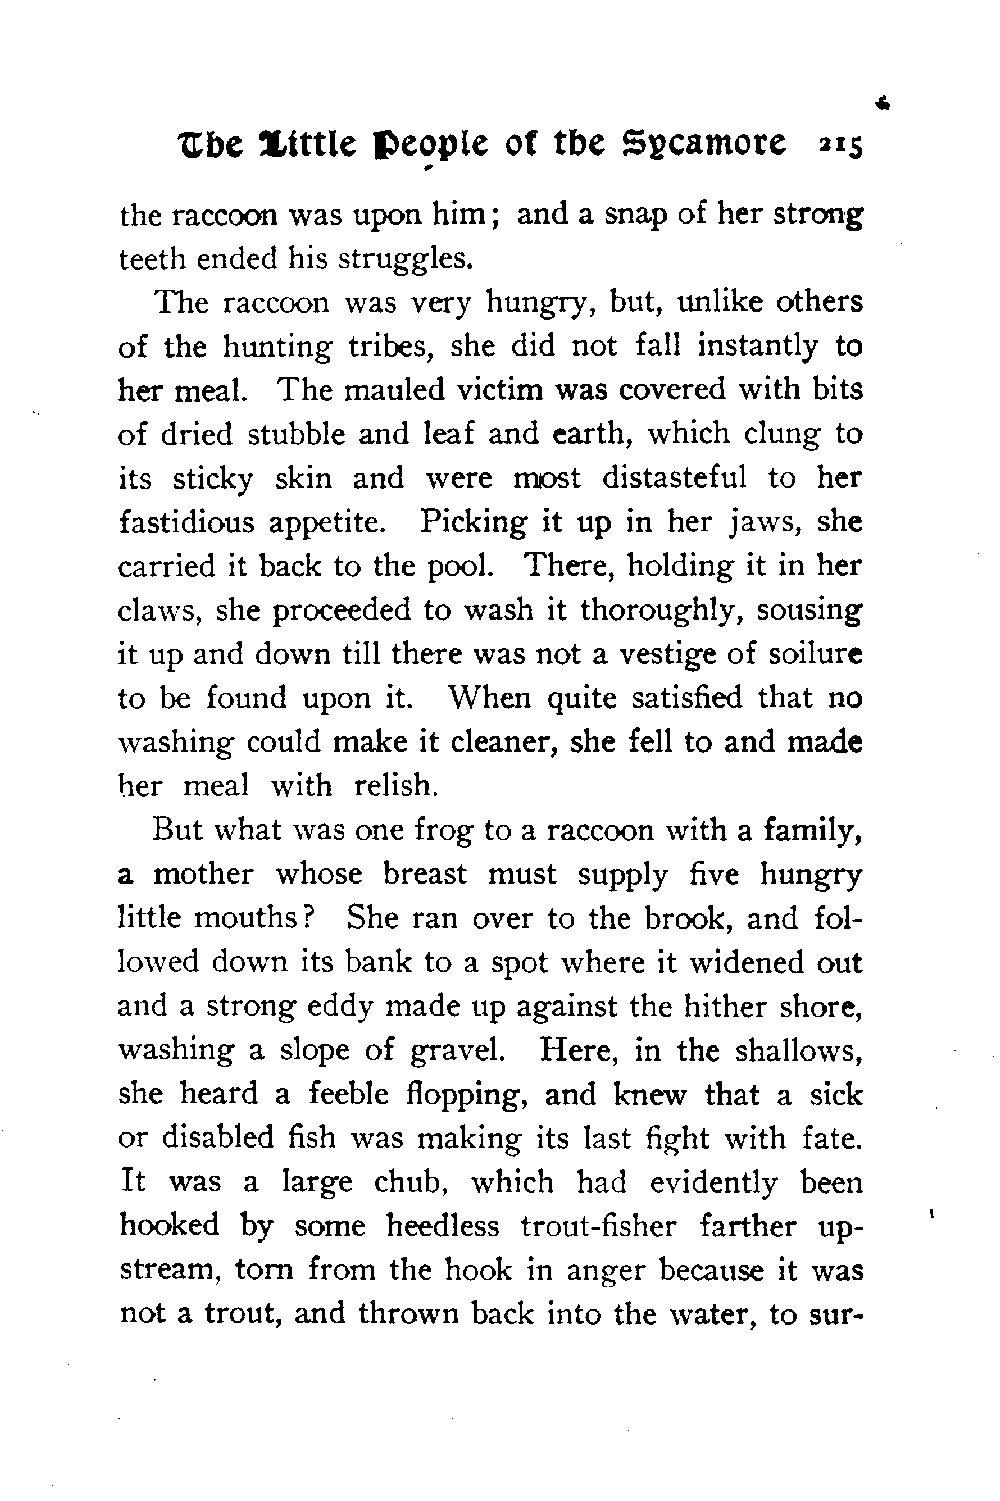 The Little People of the Sycamore 215
the raccoon was upon him; and a snap of her strong
teeth ended his struggles.
The raccoon was very hungry, but, unlike others
of the hunting tribes, she did not fall instantly to
her meal. The mauled victim was covered with bits
of dried stubble and leaf and earth, which clung to
its sticky skin and were most distasteful to her
fastidious appetite. Picking it up in her jaws, she
carried it back to the pool. There, holding it in her
claws, she proceeded to wash it thoroughly, sousing
it up and down till there was not a vestige of soilure
to be found upon it. When quite satisfied that no
washing could make it cleaner, she fell to and made
her meal with relish.
But what was one frog to a raccoon with a family,
a mother whose breast must supply five hungry
little mouths? She ran over to the brook, and fol-
lowed down its bank to a spot where it widened out
and a strong eddy made up against the hither shore,
washing a slope of gravel. Here, in the shallows,
she heard a feeble flopping, and knew that a sick
or disabled fish was making its last fight with fate.
It was a large chub, which had evidently been
hooked by some heedless trout-fisher farther up-
stream, torn from the hook in anger because it was
not a trout, and thrown back into the water, to sur-